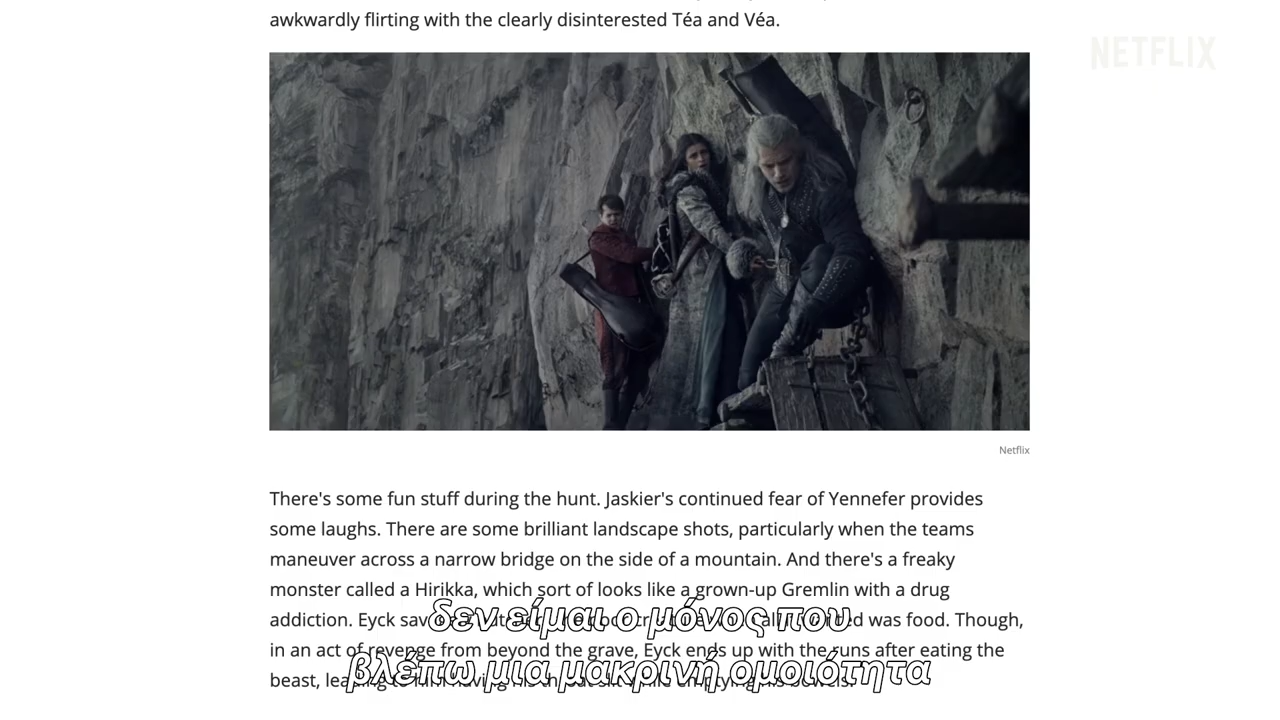 awkwardly flirting with the clearly disinterested Téa and Véa.
NETFLIX
Netflix
There's some fun stuff during the hunt. Jaskier's continued fear of Yennefer provides
some laughs. There are some brilliant landscape shots, particularly when the teams
maneuver across a narrow bridge on the side of a mountain. And there's a freaky
monster called a Hirikka, which sort of looks like a grown-up Gremlin with a drug
addiction. Eyck was food. Though,
in an act of revenge from beyond the grave, Eyck ends up with the runs after eating the
beast,
δεν είμαι ο μόνος που
βλέπω μια μακρινή ομοιότητα